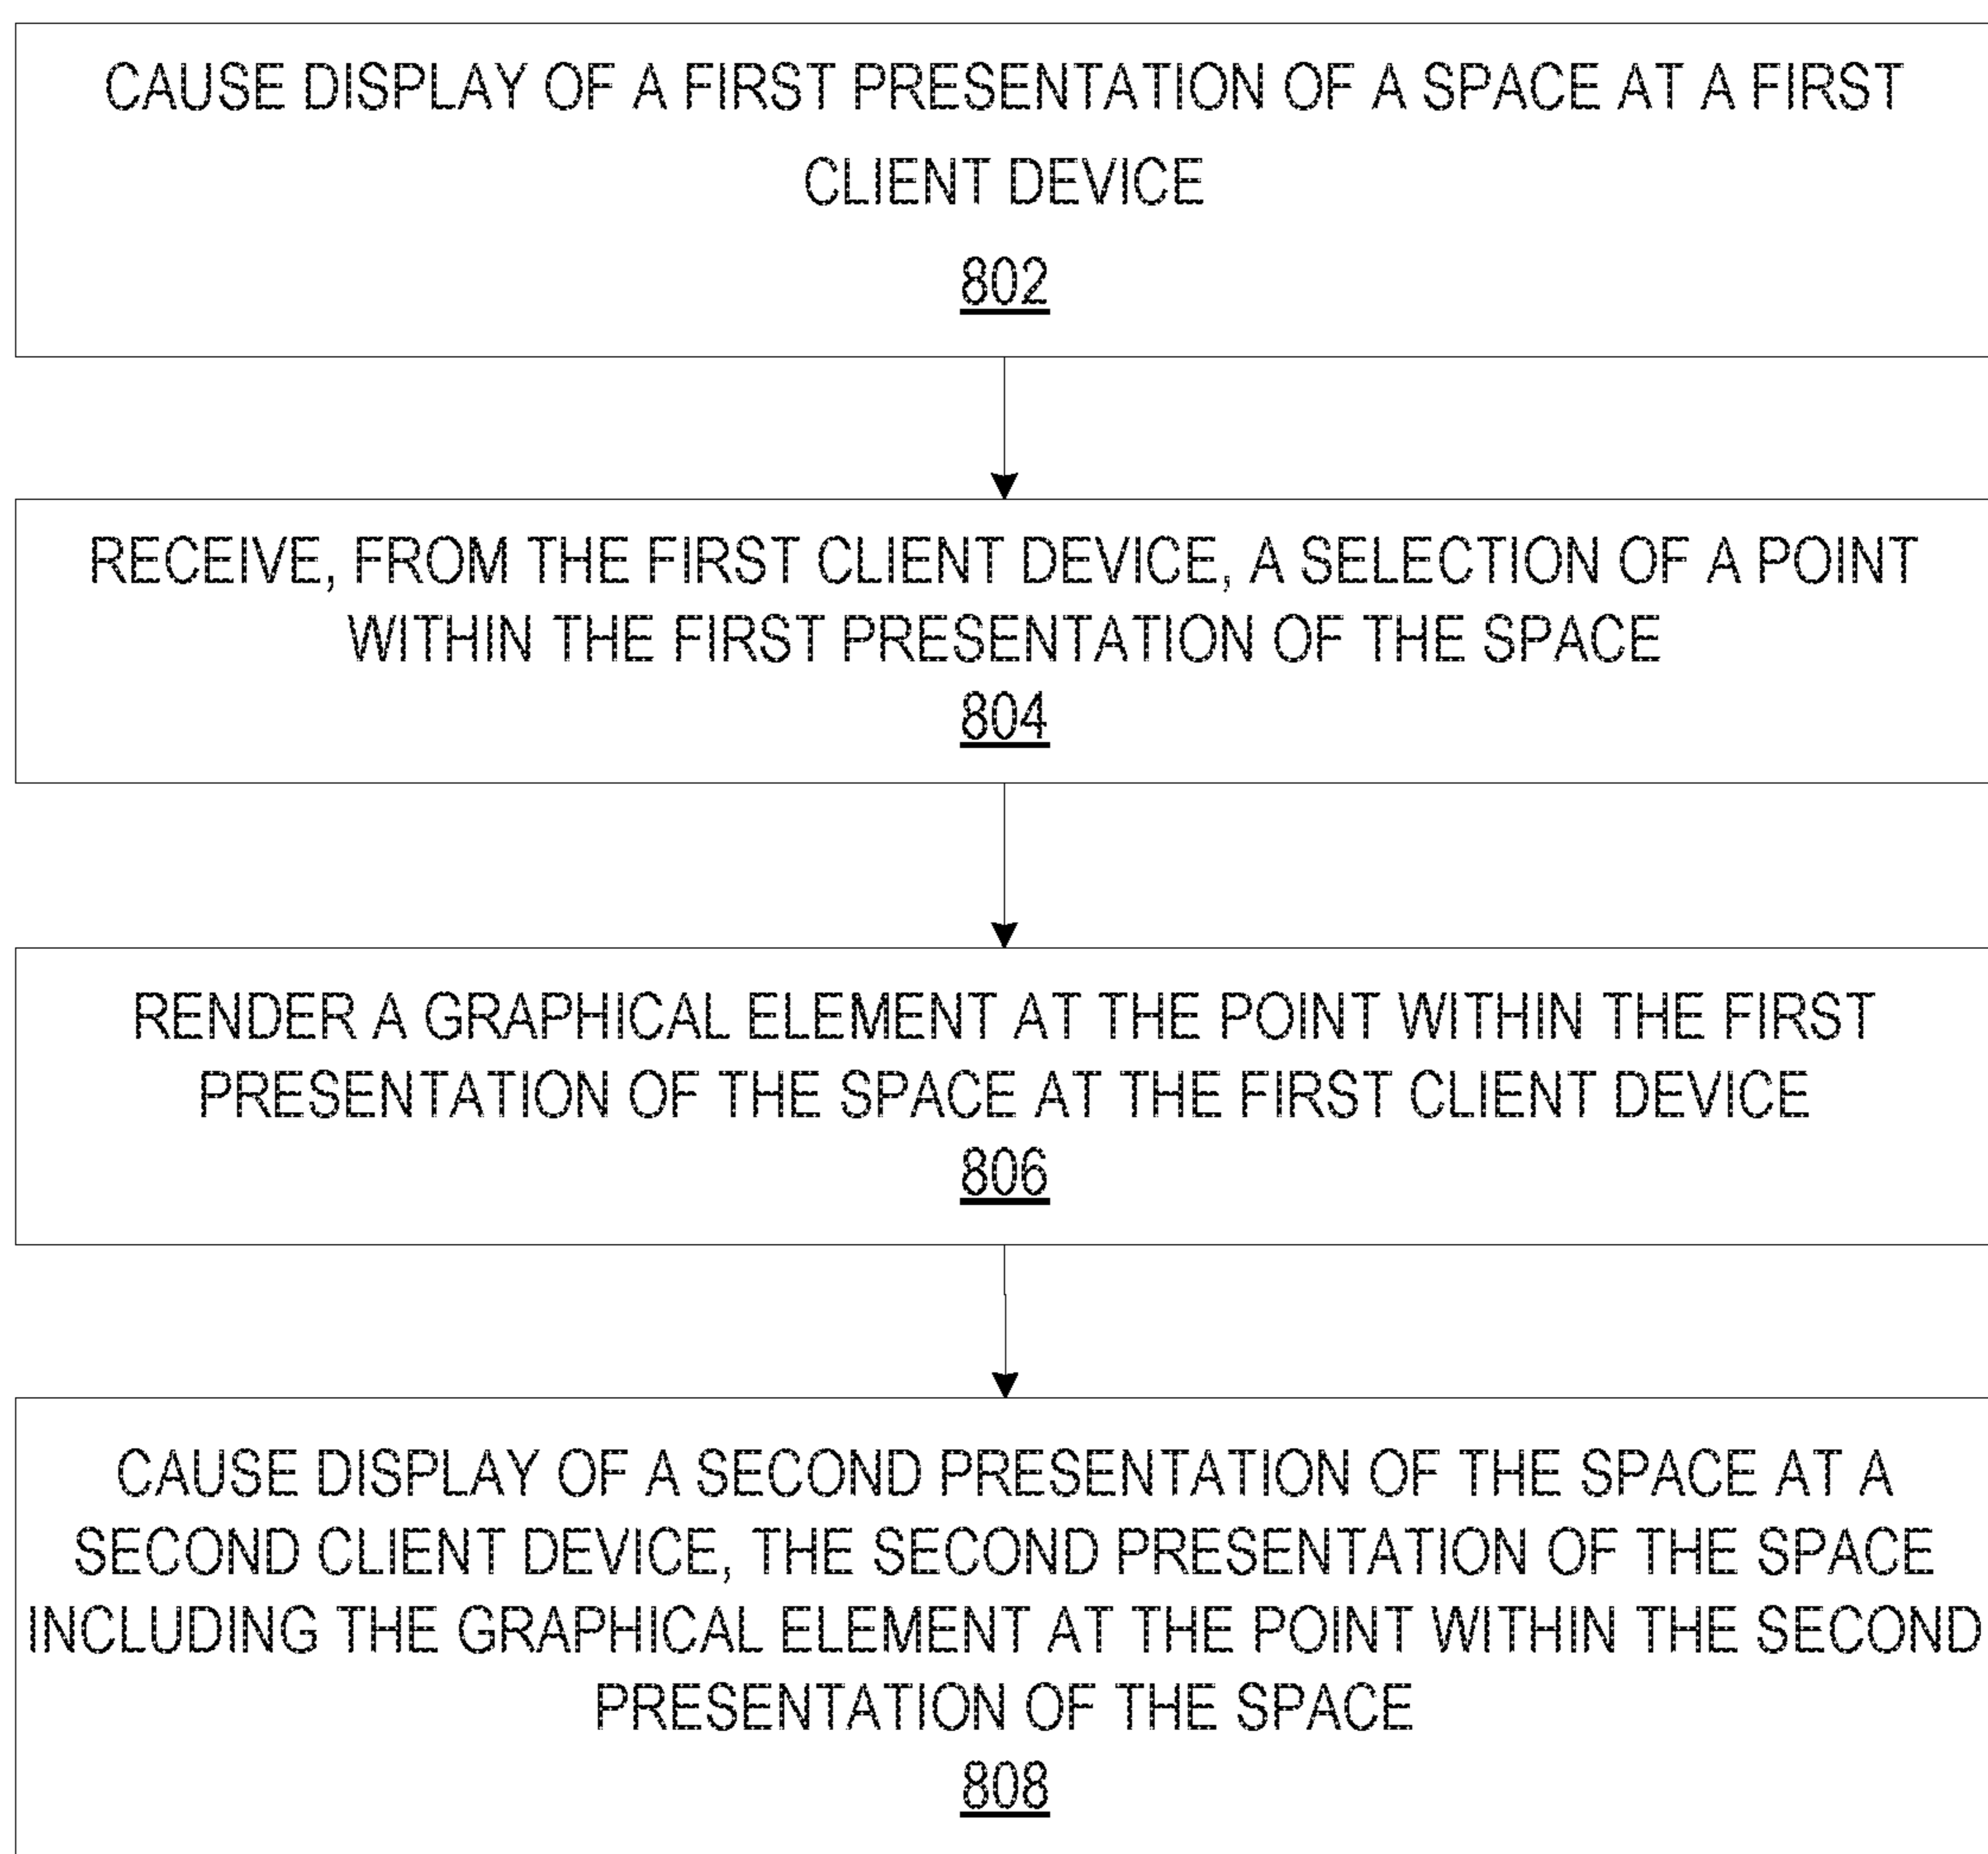 CAUSE DISPLAY OF A FIRST PRESENTATION OF A SPACE AT A FIRST
CLIENT DEVICE
802
RECEIVE, FROM THE FIRST CLIENT DEVICE, A SELECTION OF A POINT
WITHIN THE FIRST PRESENTATION OF THE SPACE
804
RENDER A GRAPHICAL ELEMENT AT THE POINT WITHIN THE FIRST
PRESENTATION OF THE SPACE AT THE FIRST CLIENT DEVICE
806
CAUSE DISPLAY OF A SECOND PRESENTATION OF THE SPACE AT A
SECOND CLIENT DEVICE, THE SECOND PRESENTATION OF THE SPACE
INCLUDING THE GRAPHICAL ELEMENT AT THE POINT WITHIN THE SECOND
PRESENTATION OF THE SPACE
808